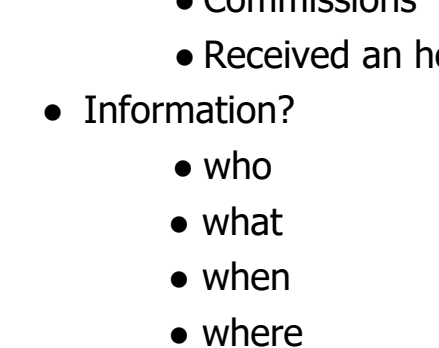 ● Commissions
● Received an
● Information?
● who
● what
● when
● where